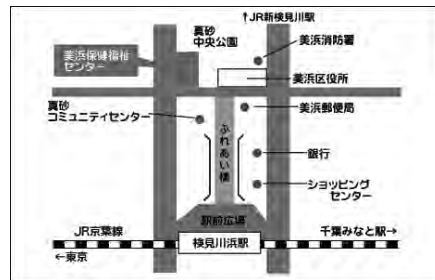 ↑JR新検見川駅
真砂
中央公園
美浜消防署
美浜保健福祉
センター
美浜区役所
真砂
コミュニティセンター
美浜郵便局
ふれあい橋
銀行
ショッピング
センター
駅前広場
JR京葉線
千葉みなと駅→
検見川浜駅
←東京